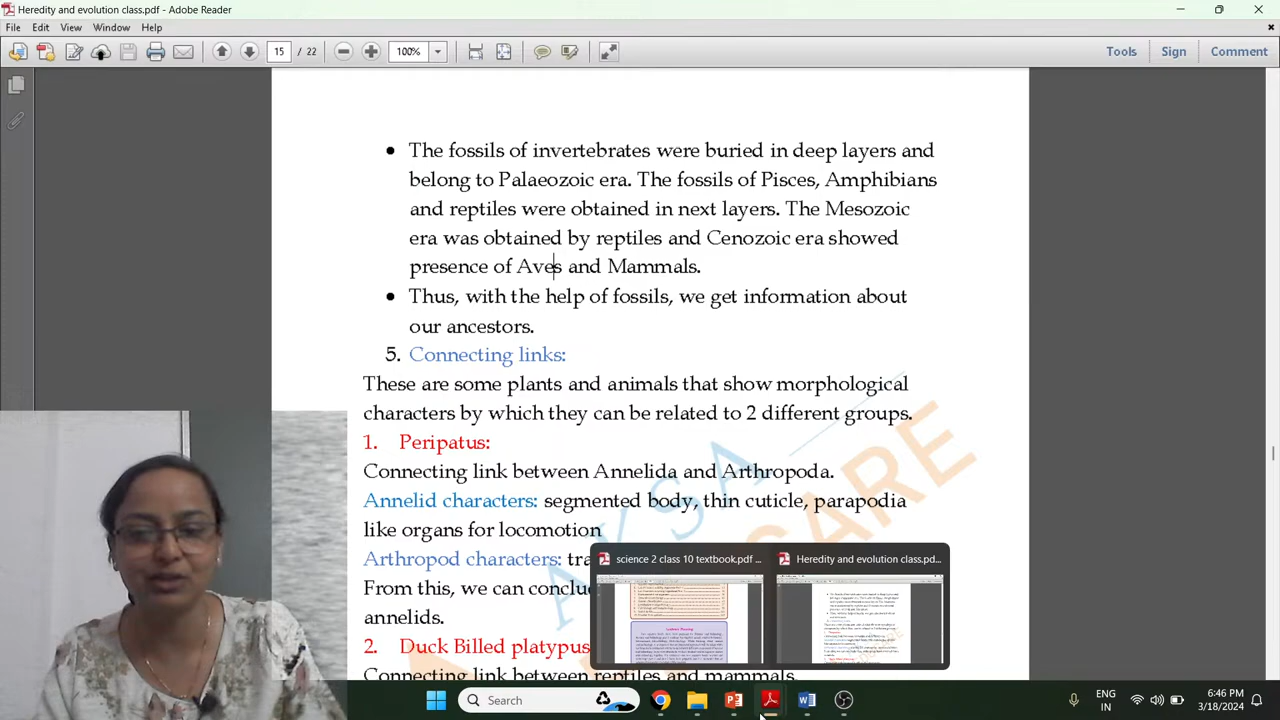 Heredity and evolution class.pdf - Adobe Reader
File Edit View Window Help
15 / 22 100% Tools Sign Comment
The fossils of invertebrates were buried in deep layers and
belong to Palaeozoic era. The fossils of Pisces, Amphibians
and reptiles were obtained in next layers. The Mesozoic
era was obtained by reptiles and Cenozoic era showed
presence of Aves and Mammals.
Thus, with the help of fossils, we get information about
our ancestors.
5. Connecting links:
These are some plants and animals that show morphological
characters by which they can be related to 2 different groups.
1. Peripatus:
Connecting link between Annelida and Arthropoda.
Annelid characters: segmented body, thin cuticle, parapodia
like organs for locomotion
Arthropod characters: tra
From this, we can conclu
annelids.
2. Duck Billed platypus
Connecting link between reptiles and mammals.
science 2 class 10 textbook.pdf ...
Heredity and evolution class.pd...
Search
ENG
IN
1:46 PM
3/18/2024